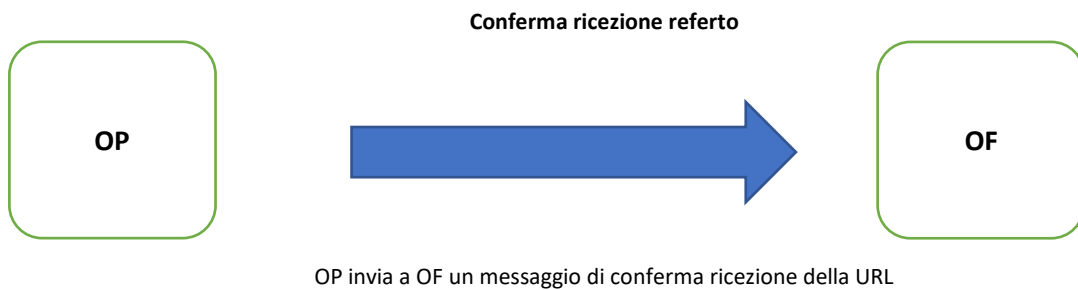 Conferma ricezione referto
OP
OF
OP invia a OF un messaggio di conferma ricezione della URL